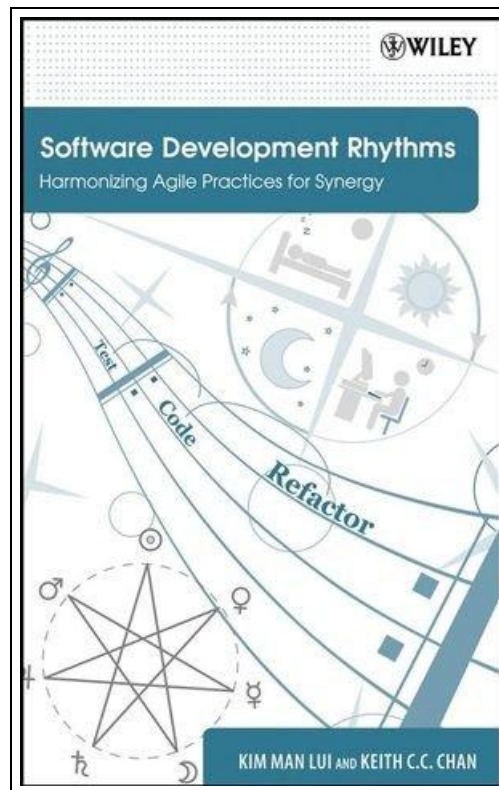 WILEY
Software Development Rhythms
Harmonizing Agile Practices for Synergy
z
z
Test
Code
Refactor
KIM MAN LUI AND KEITH C.C. CHAN